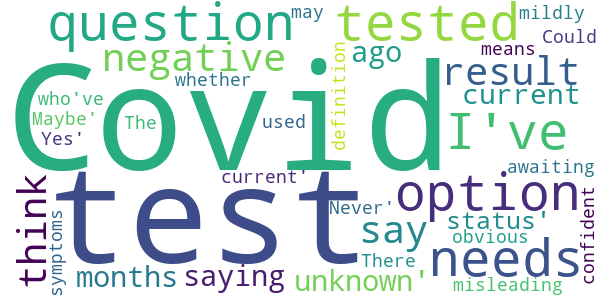 may
mildly
question
tested
Could
negative
ago
means
definition
result
whether
Covid
who've
current
Maybe'
The
used
I've
Yes'
awaiting
current'
test
think
option
confident
Never'
symptoms
say
status'
obvious
needs
There
months
saying
unknown'
misleading